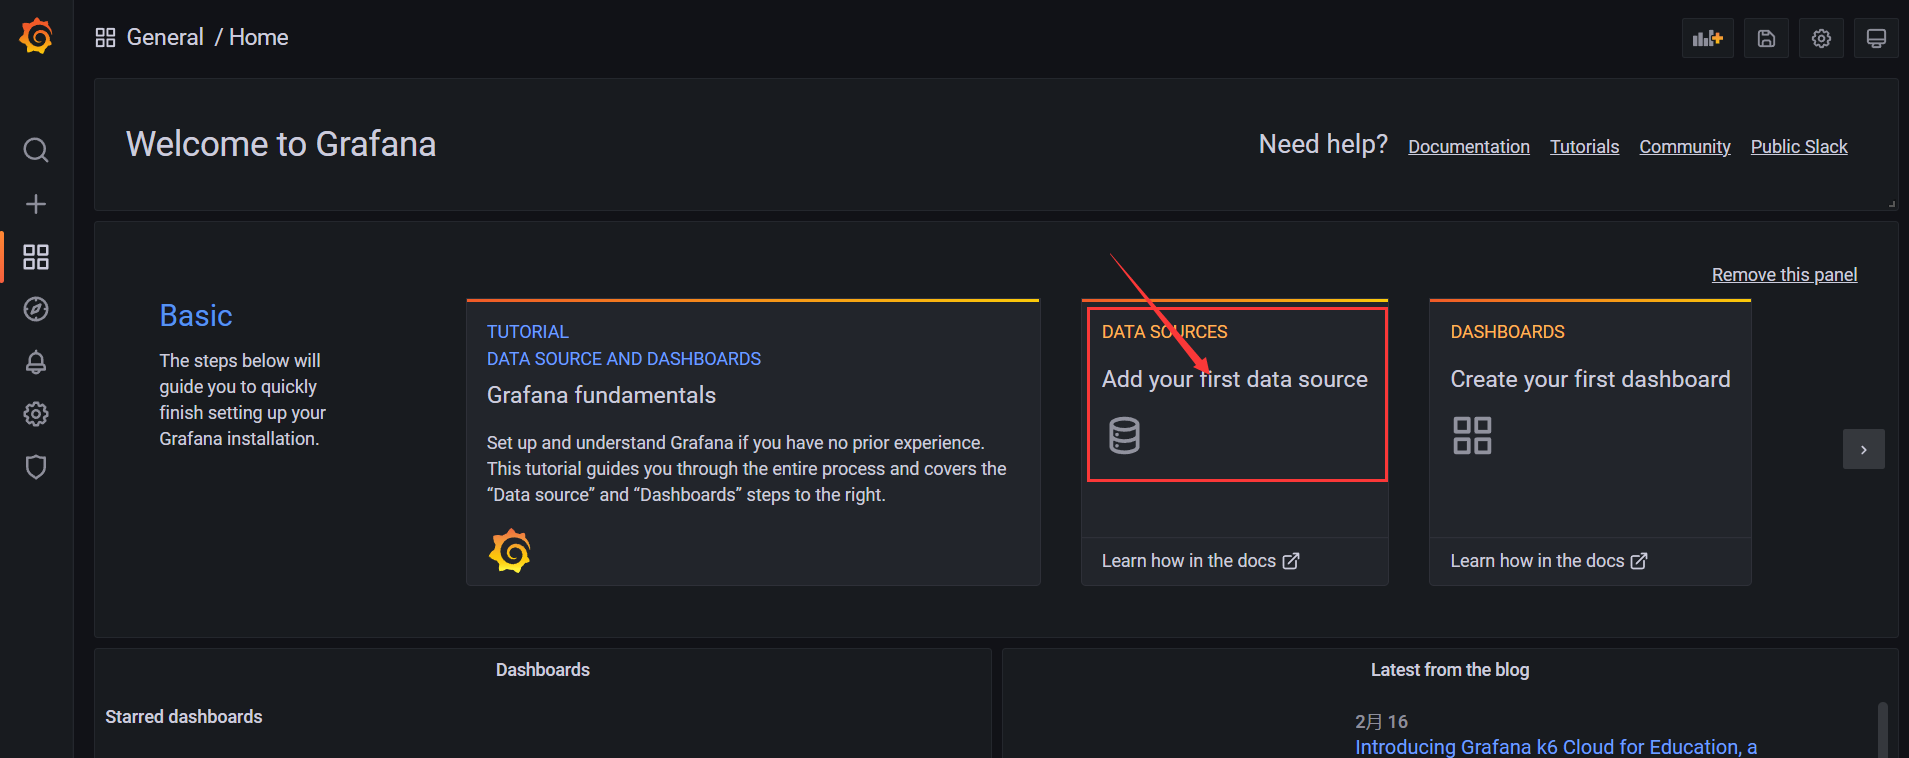 General / Home
Welcome to Grafana
Need help? Documentation Tutorials Community Public Slack
Remove this panel
Basic
The steps below will
guide you to quickly
finish setting up your
Grafana installation.
TUTORIAL
DATA SOURCE AND DASHBOARDS
Grafana fundamentals
Set up and understand Grafana if you have no prior experience.
This tutorial guides you through the entire process and covers the
“Data source” and “Dashboards” steps to the right.
DATA SOURCES
Add your first data source
Learn how in the docs
DASHBOARDS
Create your first dashboard
Learn how in the docs
Dashboards
Starred dashboards
Latest from the blog
2月 16
Introducing Grafana k6 Cloud for Education, a